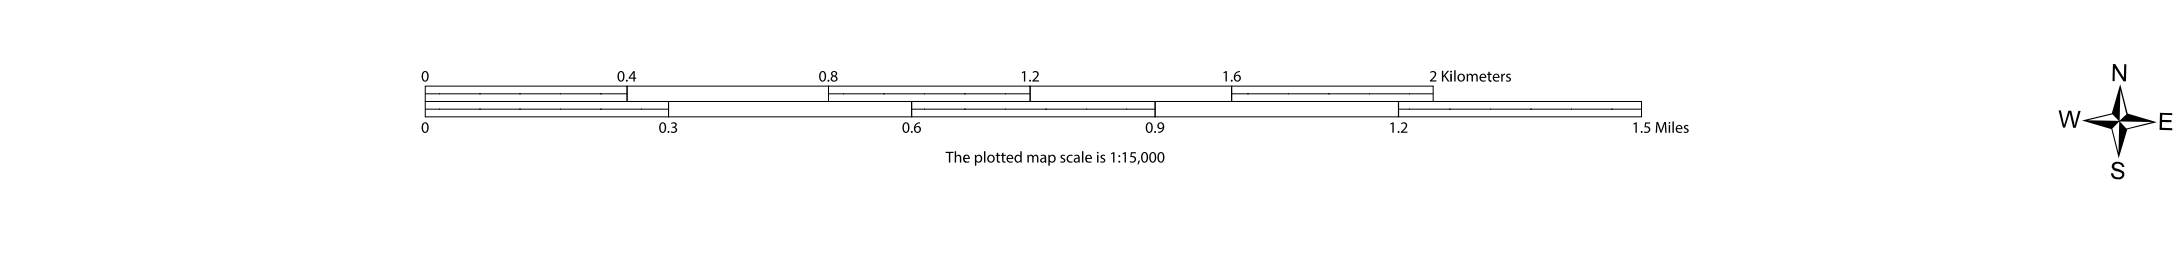 0 0.4 0.8 1.2 1.6 2 Kilometers
0 0.3 0.6 0.9 1.2 1.5 Miles
The plotted map scale is 1:15,000
N
W E
S